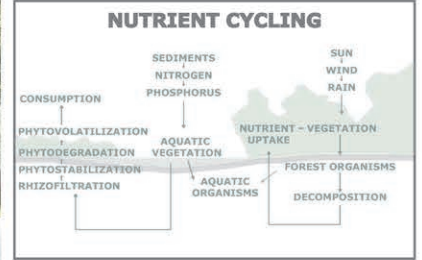 NUTRIENT CYCLING
SEDIMENTS
NITROGEN
PHOSPHORUS
SUN
WIND
RAIN
CONSUMPTION
PHYTOVOLATILIZATION
PHYTODEGRADATION
PHYTOSTABILIZATION
RHIZOFILTRATION
AQUATIC
VEGETATION
NUTRIENT – VEGETATION
UPTAKE
AQUATIC
ORGANISMS
FOREST ORGANISMS
DECOMPOSITION